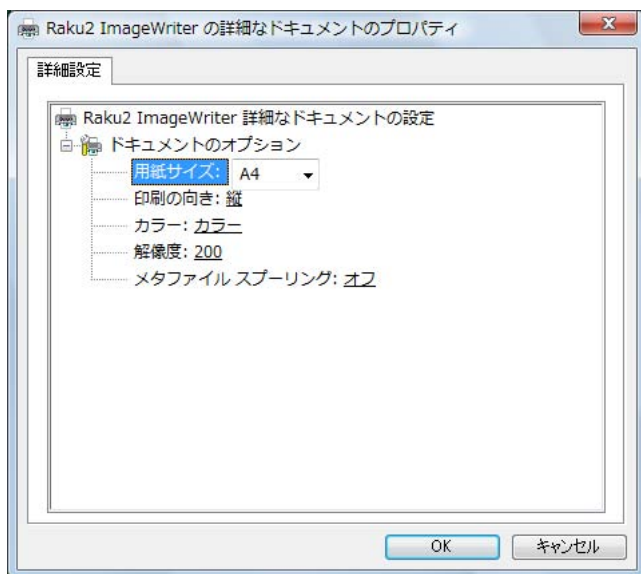 Raku2 ImageWriter の詳細なドキュメントのプロパティ
詳細設定
Raku2 ImageWriter 詳細なドキュメントの設定
ドキュメントのオプション
用紙サイズ: A4
印刷の向き: 縦
カラー: カラー
解像度: 200
メタファイル スプーリング: オフ
OK キャンセル